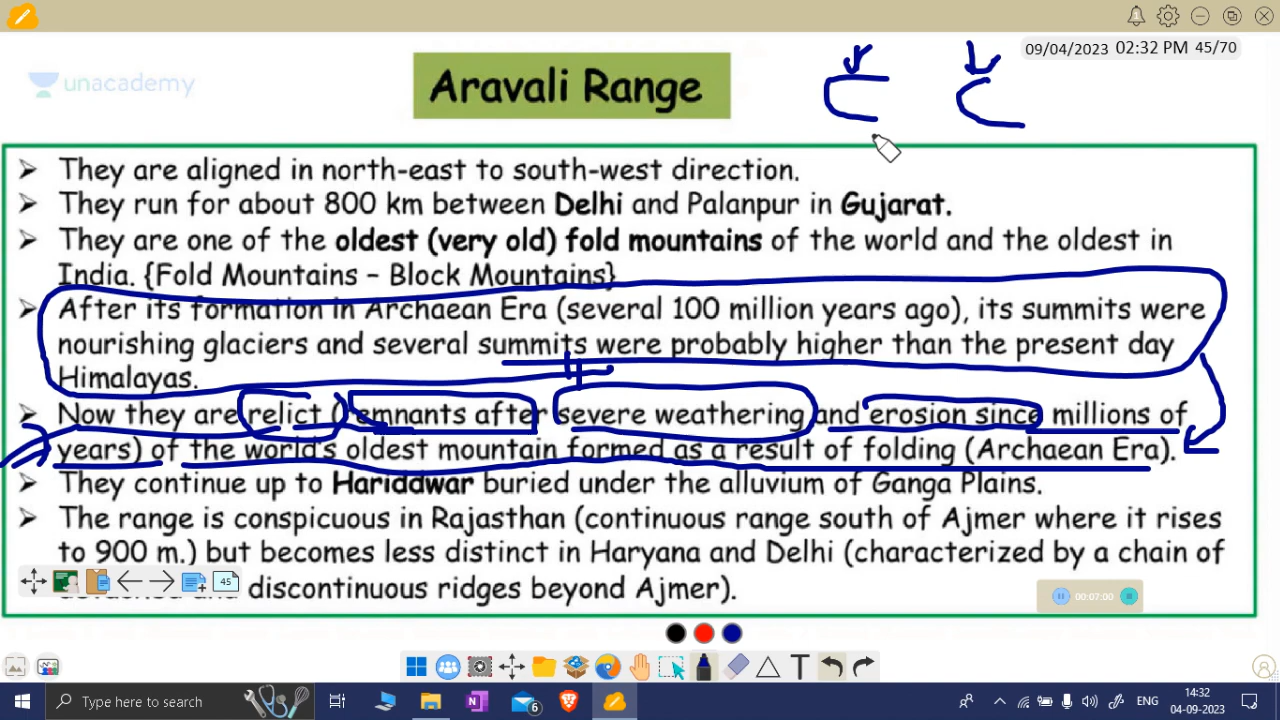 09/04/2023 02:32 PM 45/70
unacademy
Aravali Range
➢ They are aligned in north-east to south-west direction.
➢ They run for about 800 km between Delhi and Palanpur in Gujarat.
➢ They are one of the oldest (very old) fold mountains of the world and the oldest in
India. {Fold Mountains – Block Mountains}
➢ After its formation in Archaean Era (several 100 million years ago), its summits were
nourishing glaciers and several summits were probably higher than the present day
Himalayas.
➢ Now they are relict (remnants after severe weathering and erosion since millions of
years) of the world's oldest mountain formed as a result of folding (Archaean Era).
➢ They continue up to Hariddwar buried under the alluvium of Ganga Plains.
➢ The range is conspicuous in Rajasthan (continuous range south of Ajmer where it rises
to 900 m.) but becomes less distinct in Haryana and Delhi (characterized by a chain of
discontinuous ridges beyond Ajmer).
45
00:07:00
T
Type here to search
6
ENG
14:32
04-09-2023